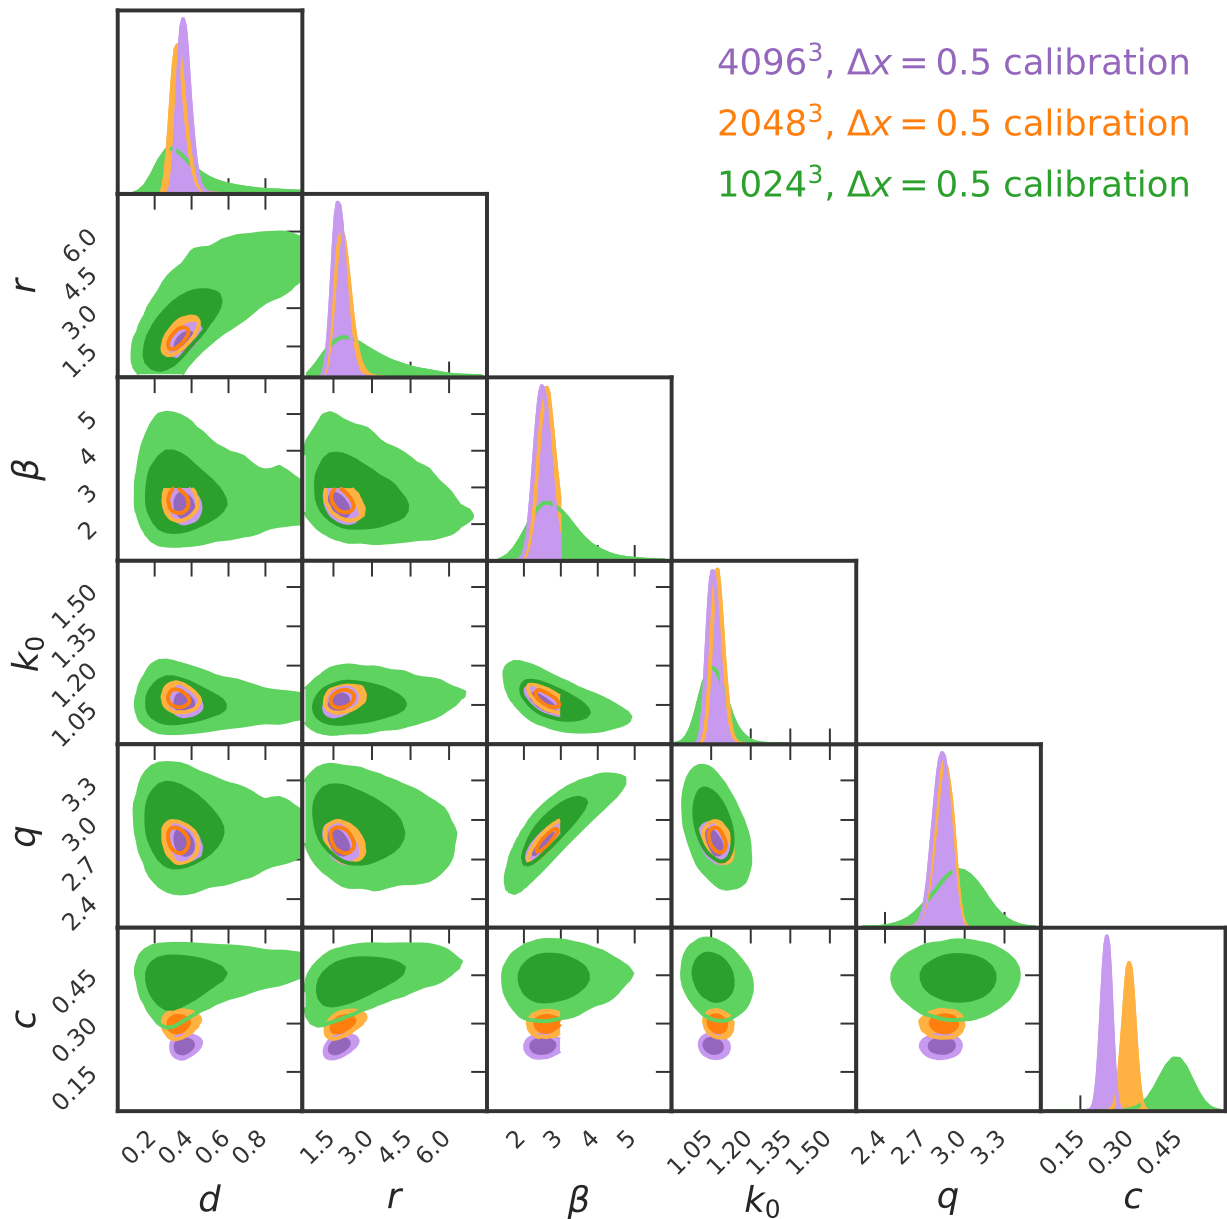 4096³, Δx = 0.5 calibration
2048³, Δx = 0.5 calibration
1024³, Δx = 0.5 calibration
r
6.0
4.5
3.0
1.5
β
5
4
3
2
k₀
1.50
1.35
1.20
1.05
q
3.3
3.0
2.7
2.4
c
0.45
0.30
0.15
0.2 0.4 0.6 0.8 1.5 3.0 4.5 6.0 2 3 4 5 1.05 1.20 1.35 1.50 2.4 2.7 3.0 3.3 0.15 0.30 0.45
d r β k₀ q c